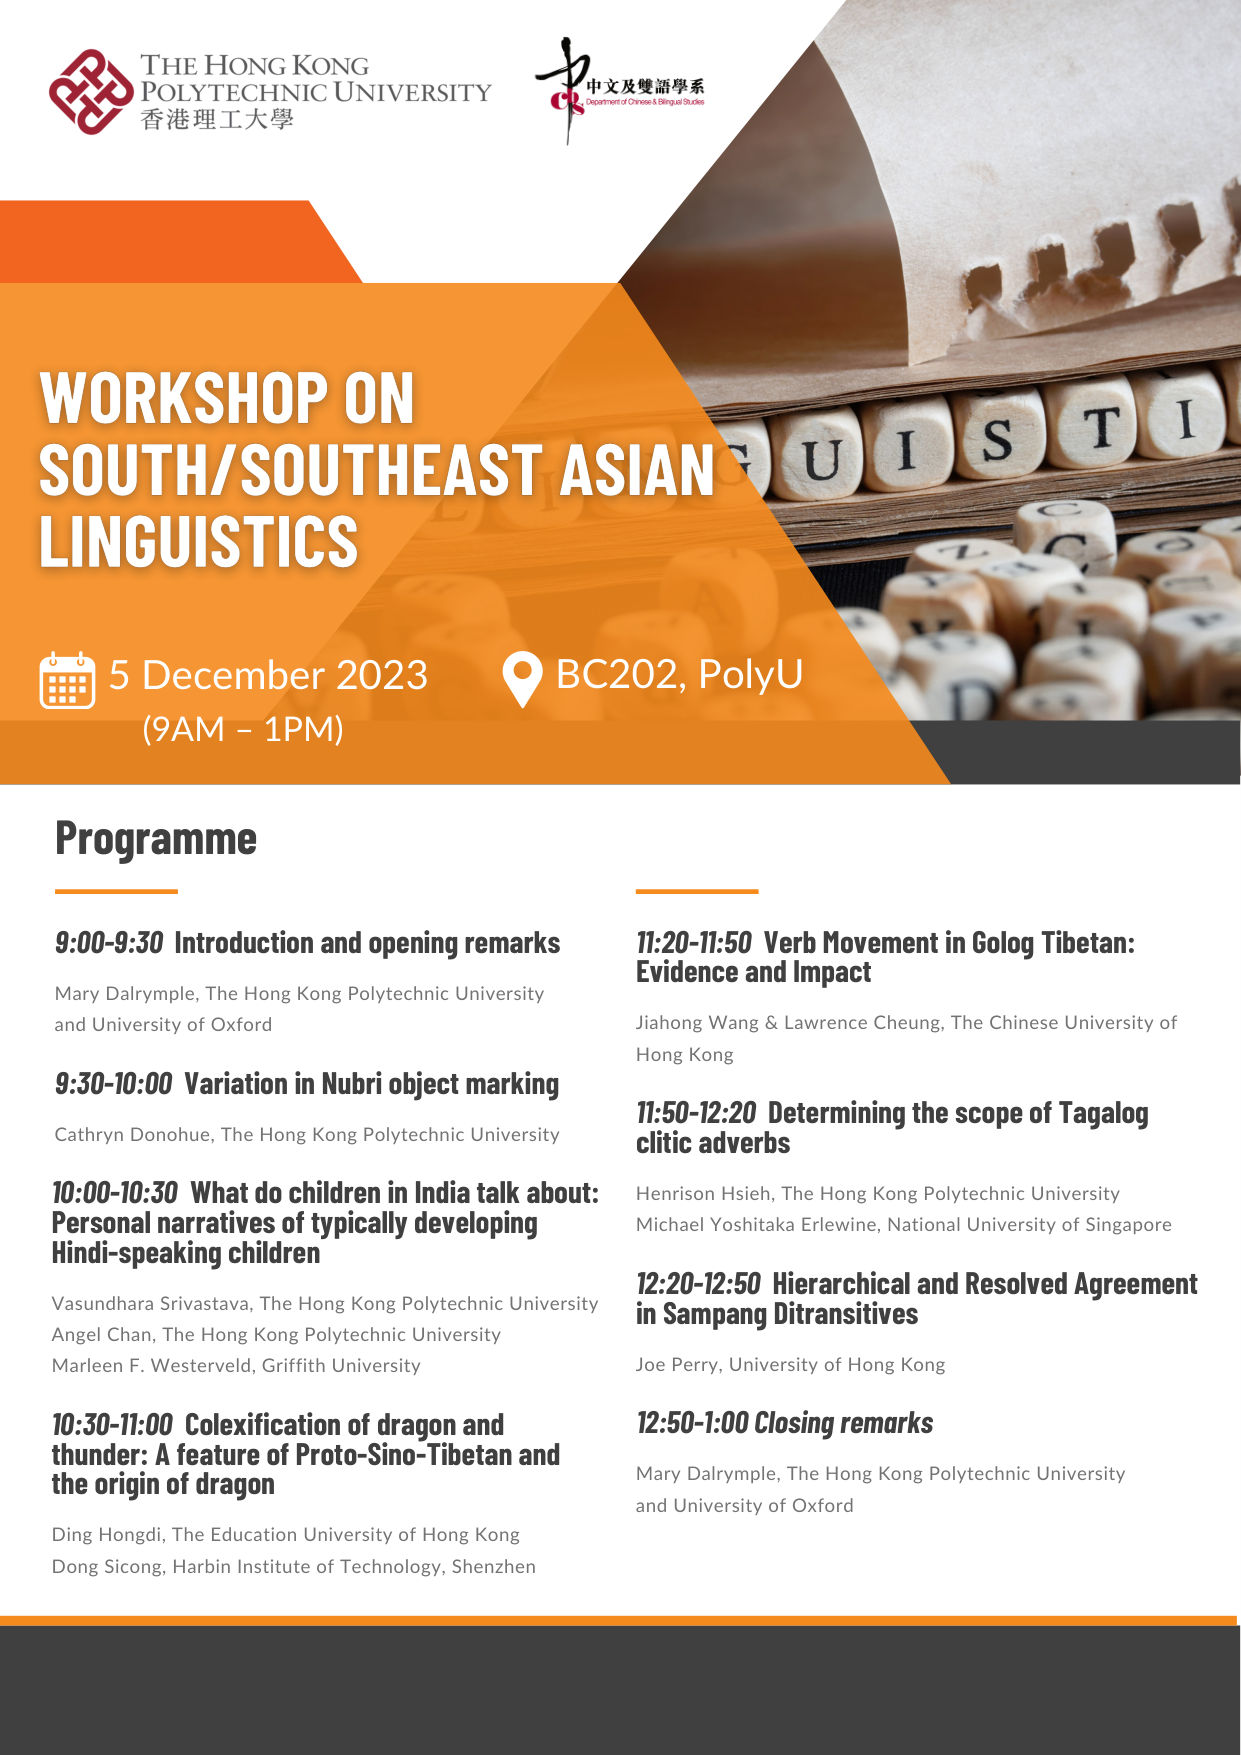 THE HONG KONG
POLYTECHNIC UNIVERSITY
香港理工大學
中文及雙語學系
CBS
Department of Chinese & Bilingual Studies
WORKSHOP ON
SOUTH/SOUTHEAST ASIAN
LINGUISTICS
L I N G U I S T I
5 December 2023
(9AM – 1PM)
BC202, PolyU
Programme
9:00-9:30 Introduction and opening remarks
Mary Dalrymple, The Hong Kong Polytechnic University
and University of Oxford
9:30-10:00 Variation in Nubri object marking
Cathryn Donohue, The Hong Kong Polytechnic University
10:00-10:30 What do children in India talk about:
Personal narratives of typically developing
Hindi-speaking children
Vasundhara Srivastava, The Hong Kong Polytechnic University
Angel Chan, The Hong Kong Polytechnic University
Marleen F. Westerveld, Griffith University
10:30-11:00 Colexification of dragon and
thunder: A feature of Proto-Sino-Tibetan and
the origin of dragon
Ding Hongdi, The Education University of Hong Kong
Dong Sicong, Harbin Institute of Technology, Shenzhen
11:20-11:50 Verb Movement in Golog Tibetan:
Evidence and Impact
Jiahong Wang & Lawrence Cheung, The Chinese University of
Hong Kong
11:50-12:20 Determining the scope of Tagalog
clitic adverbs
Henrison Hsieh, The Hong Kong Polytechnic University
Michael Yoshitaka Erlewine, National University of Singapore
12:20-12:50 Hierarchical and Resolved Agreement
in Sampang Ditransitives
Joe Perry, University of Hong Kong
12:50-1:00 Closing remarks
Mary Dalrymple, The Hong Kong Polytechnic University
and University of Oxford